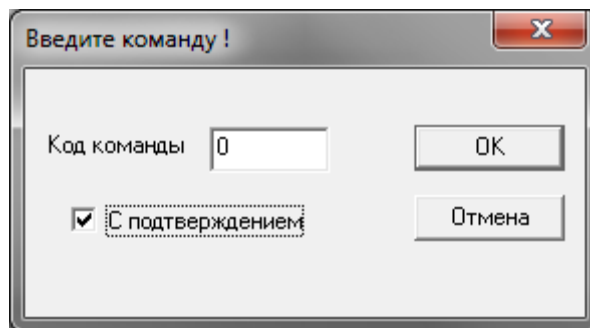 Введите команду !
Код команды 0 OK
С подтверждением Отмена